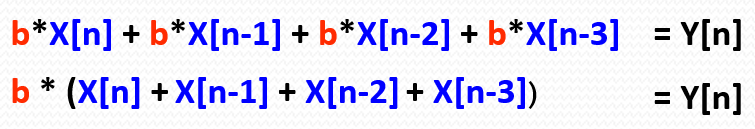 b*X[n] + b*X[n-1] + b*X[n-2] + b*X[n-3] = Y[n]
b * (X[n] + X[n-1] + X[n-2] + X[n-3]) = Y[n]